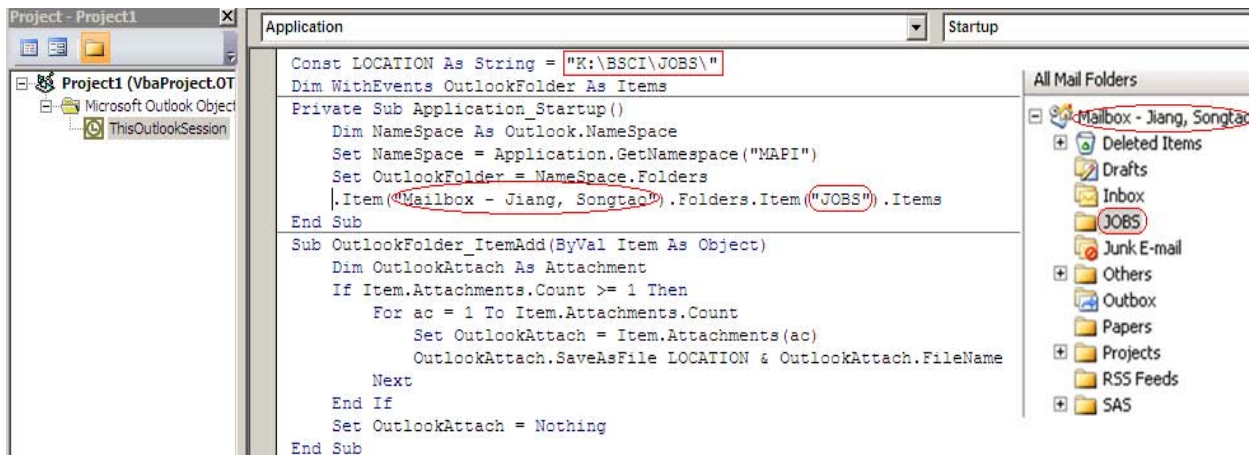 Project - Project1
Project1 (VbaProject.OT
Microsoft Outlook Object
ThisOutlookSession
Application
Startup
Const LOCATION As String = "K:\BSCI\JOBS\"
Dim WithEvents OutlookFolder As Items
Private Sub Application_Startup()
Dim NameSpace As Outlook.NameSpace
Set NameSpace = Application.GetNamespace("MAPI")
Set OutlookFolder = NameSpace.Folders
.Item("Mailbox - Jiang, Songtao").Folders.Item("JOBS").Items
End Sub
Sub OutlookFolder_ItemAdd(ByVal Item As Object)
Dim OutlookAttach As Attachment
If Item.Attachments.Count >= 1 Then
For ac = 1 To Item.Attachments.Count
Set OutlookAttach = Item.Attachments(ac)
OutlookAttach.SaveAsFile LOCATION & OutlookAttach.FileName
Next
End If
Set OutlookAttach = Nothing
End Sub
All Mail Folders
Mailbox - Jiang, Songtao
Deleted Items
Drafts
Inbox
JOBS
Junk E-mail
Others
Outbox
Papers
Projects
RSS Feeds
SAS